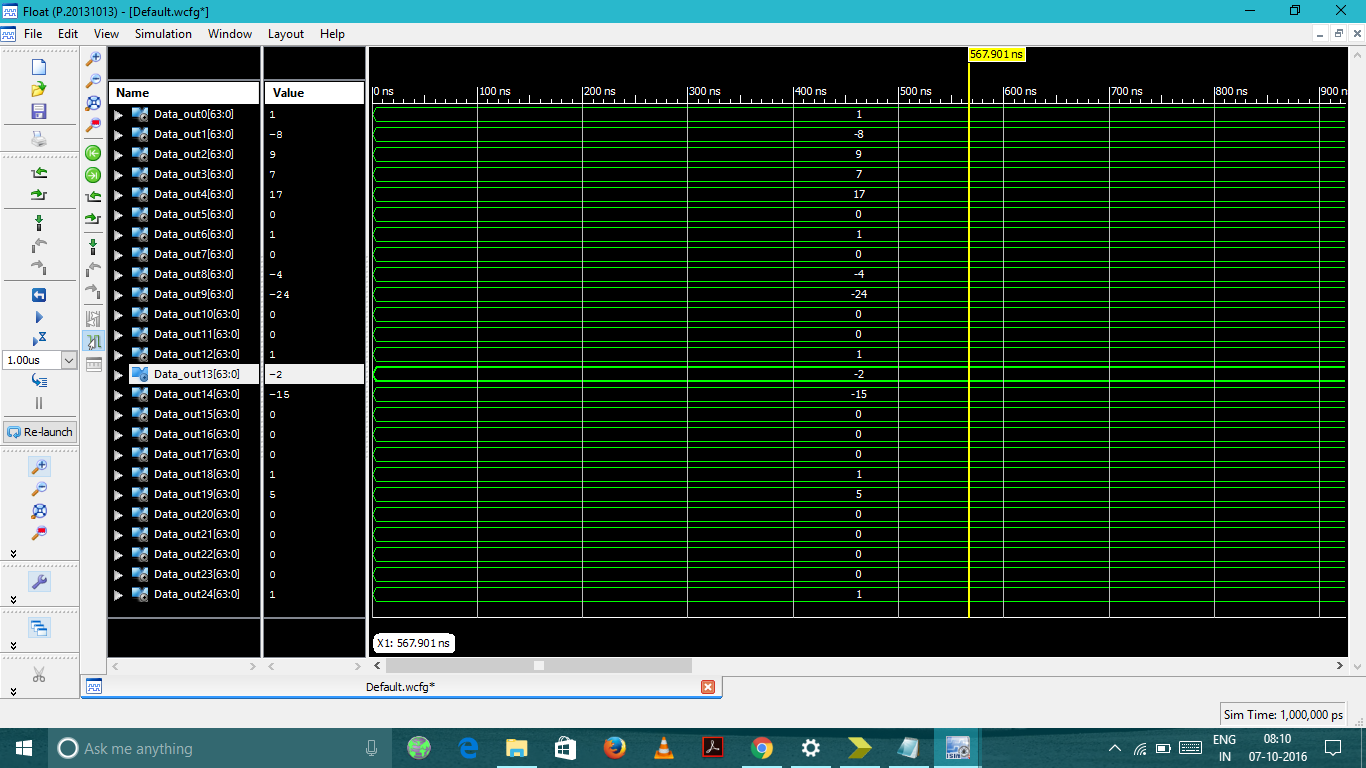 Float (P.20131013) - [Default.wcfg*]
File Edit View Simulation Window Layout Help
567.901 ns
Name Value
0 ns 100 ns 200 ns 300 ns 400 ns 500 ns 600 ns 700 ns 800 ns 900 n
Data_out0[63:0] 1 1
Data_out1[63:0] -8 -8
Data_out2[63:0] 9 9
Data_out3[63:0] 7 7
Data_out4[63:0] 17 17
Data_out5[63:0] 0 0
Data_out6[63:0] 1 1
Data_out7[63:0] 0 0
Data_out8[63:0] -4 -4
Data_out9[63:0] -24 -24
Data_out10[63:0] 0 0
Data_out11[63:0] 0 0
Data_out12[63:0] 1 1
Data_out13[63:0] -2 -2
Data_out14[63:0] -15 -15
Data_out15[63:0] 0 0
Data_out16[63:0] 0 0
Data_out17[63:0] 0 0
Data_out18[63:0] 1 1
Data_out19[63:0] 5 5
Data_out20[63:0] 0 0
Data_out21[63:0] 0 0
Data_out22[63:0] 0 0
Data_out23[63:0] 0 0
Data_out24[63:0] 1 1
1.00us
Re-launch
X1: 567.901 ns
Default.wcfg*
Sim Time: 1,000,000 ps
Ask me anything
ENG 08:10
IN 07-10-2016